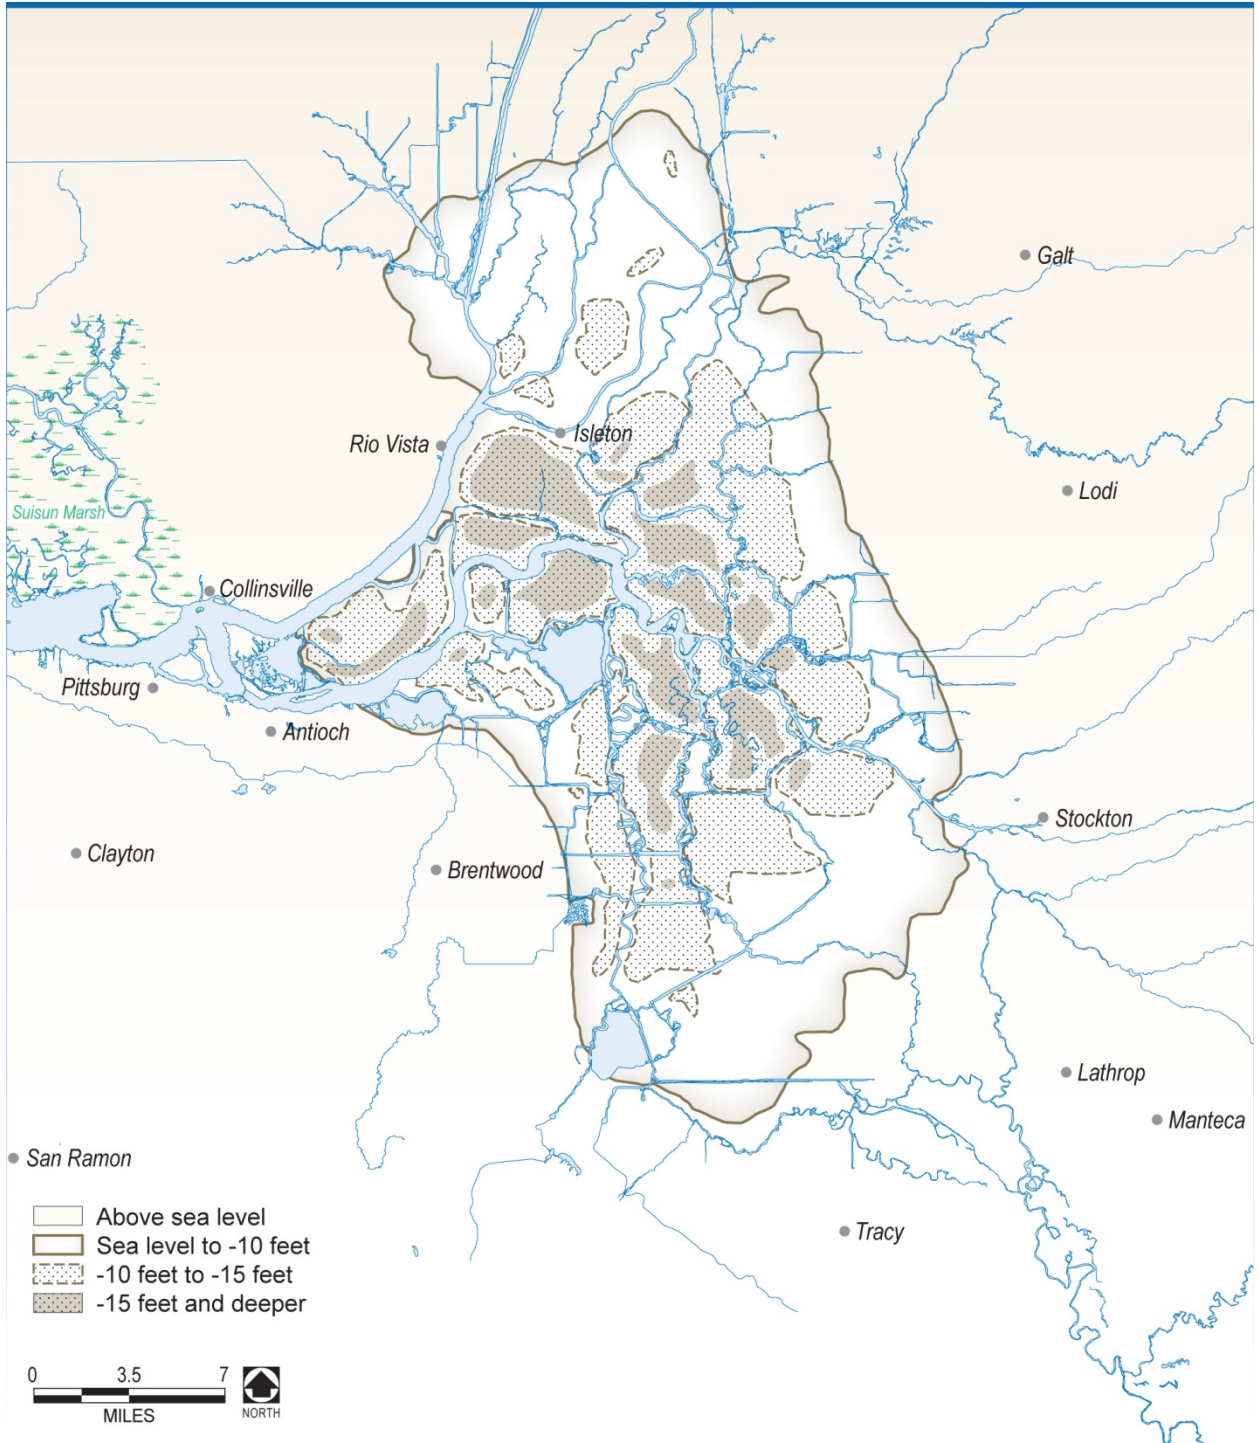 Galt
Isleton
Rio Vista
Lodi
Suisun Marsh
Collinsville
Pittsburg
Antioch
Stockton
Clayton
Brentwood
Lathrop
Manteca
San Ramon
Tracy
Above sea level
Sea level to -10 feet
-10 feet to -15 feet
-15 feet and deeper
0 3.5 7
MILES
NORTH